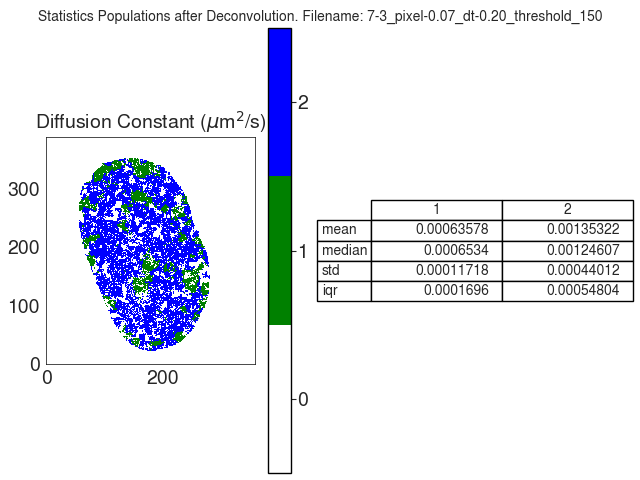 Statistics Populations after Deconvolution. Filename: 7-3_pixel-0.07_dt-0.20_threshold_150
Diffusion Constant (μm²/s)
300
200
100
0
0 200
2
1
0
1 2
mean 0.00063578 0.00135322
median 0.0006534 0.00124607
std 0.00011718 0.00044012
iqr 0.0001696 0.00054804